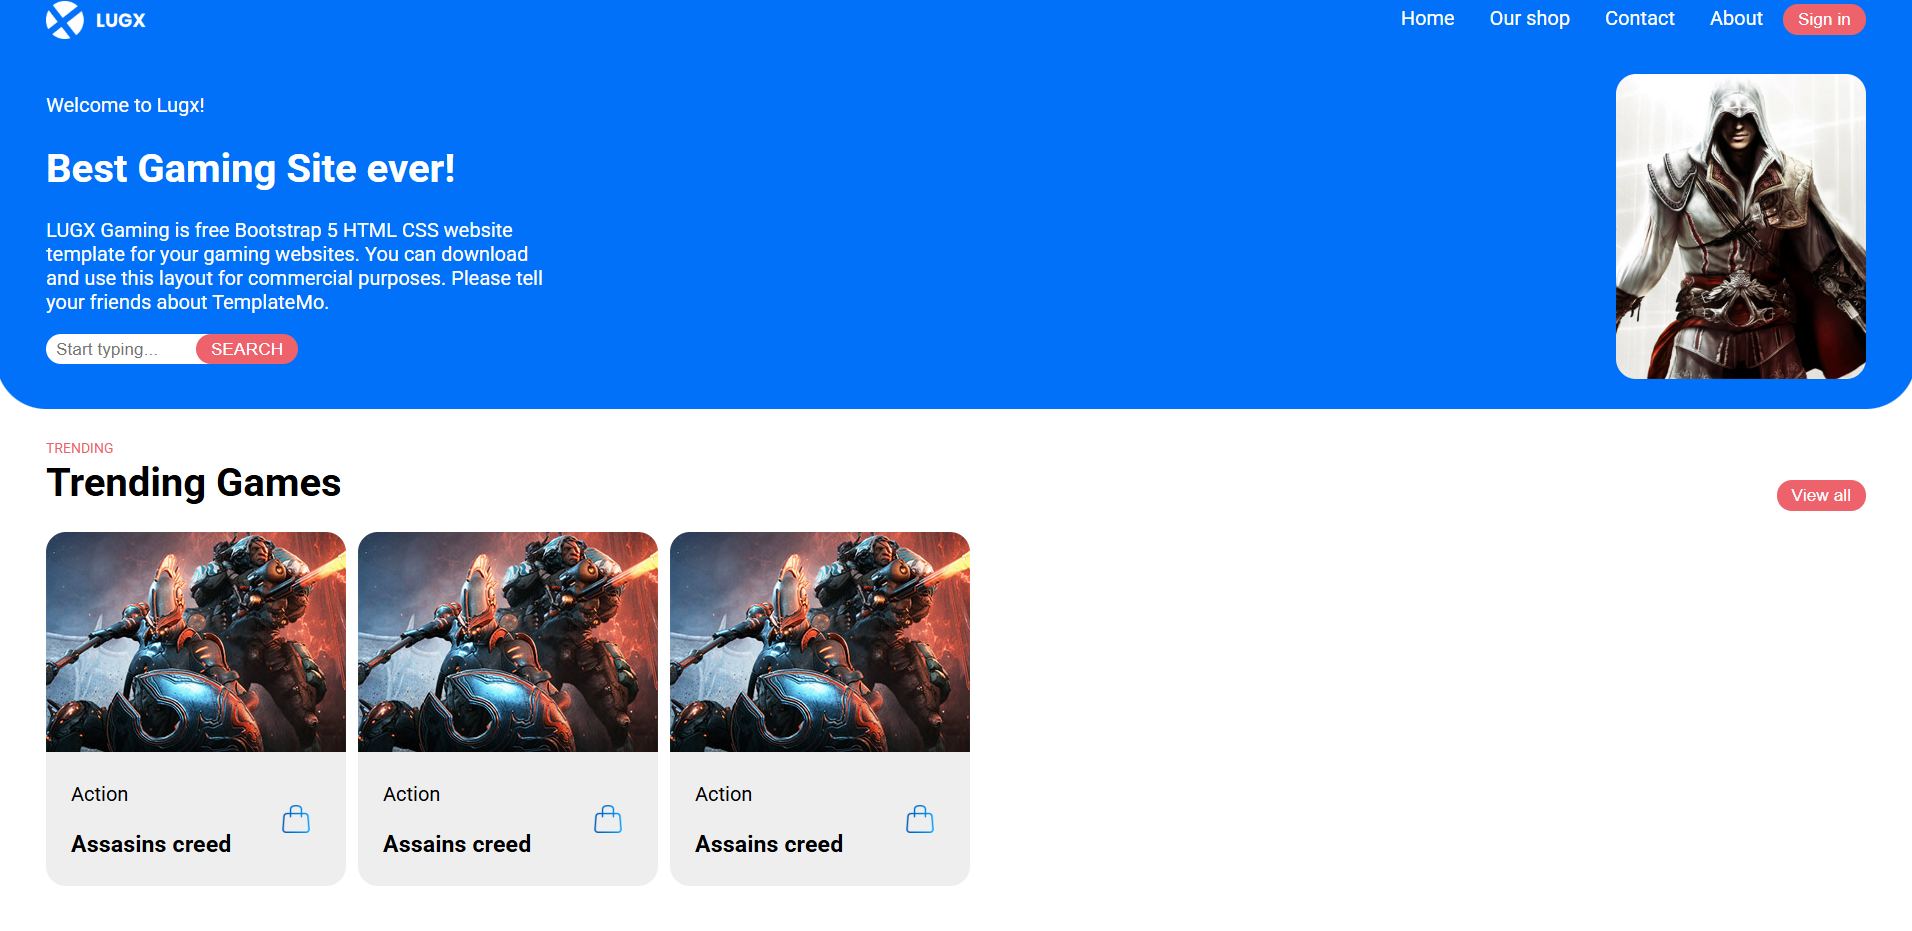 LUGX
Home Our shop Contact About Sign in
Welcome to Lugx!
Best Gaming Site ever!
LUGX Gaming is free Bootstrap 5 HTML CSS website
template for your gaming websites. You can download
and use this layout for commercial purposes. Please tell
your friends about TemplateMo.
Start typing... SEARCH
TRENDING
Trending Games
View all
Action
Assasins creed
Action
Assains creed
Action
Assains creed